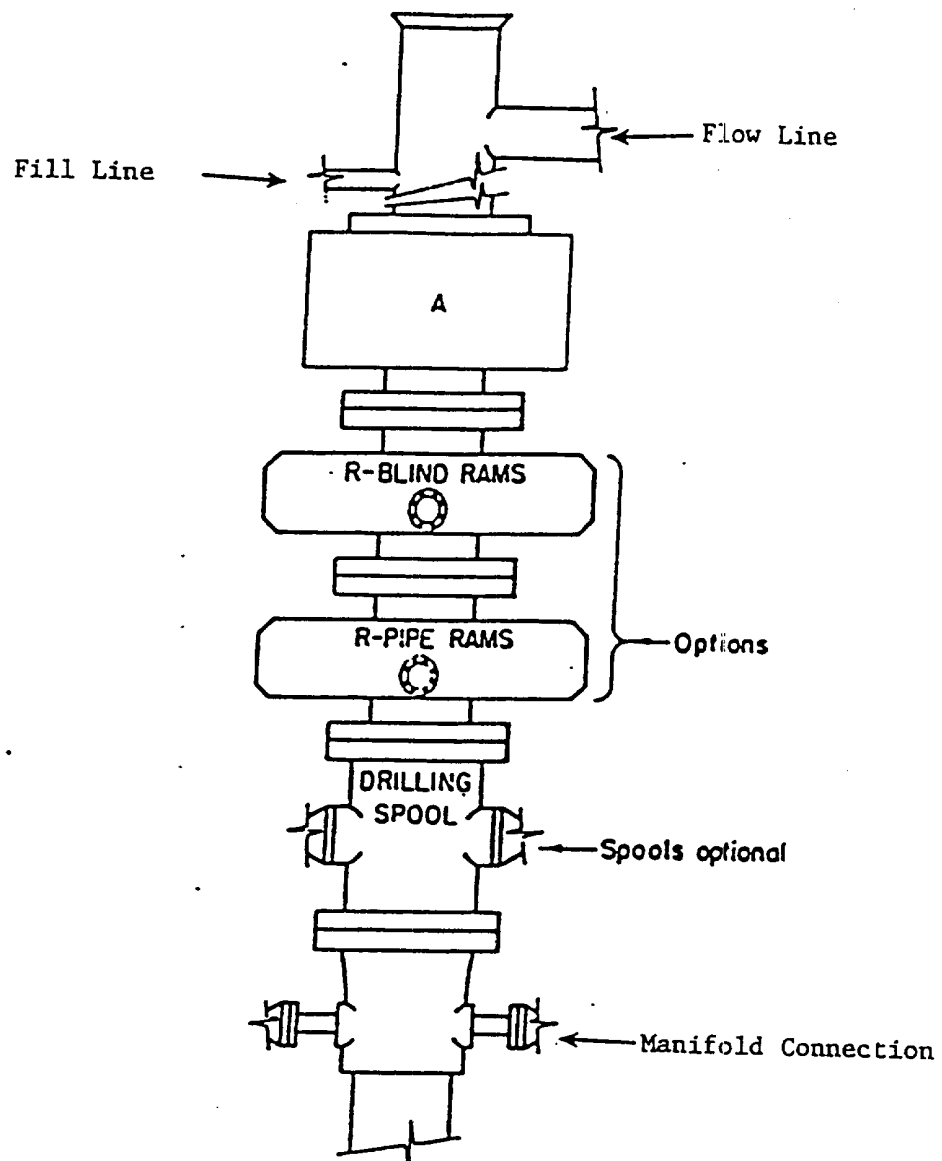 Flow Line
Fill Line
A
R-BLIND RAMS
R-PIPE RAMS
Options
DRILLING
SPOOL
Spools optional
Manifold Connection